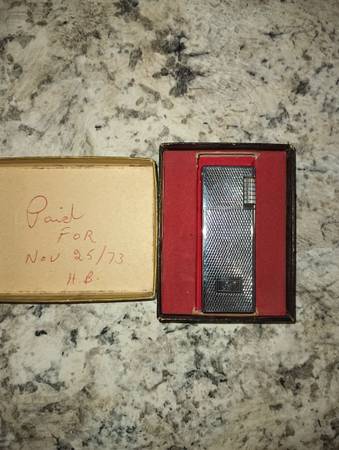 Paid
FOR
Nov 25/73
H.B.